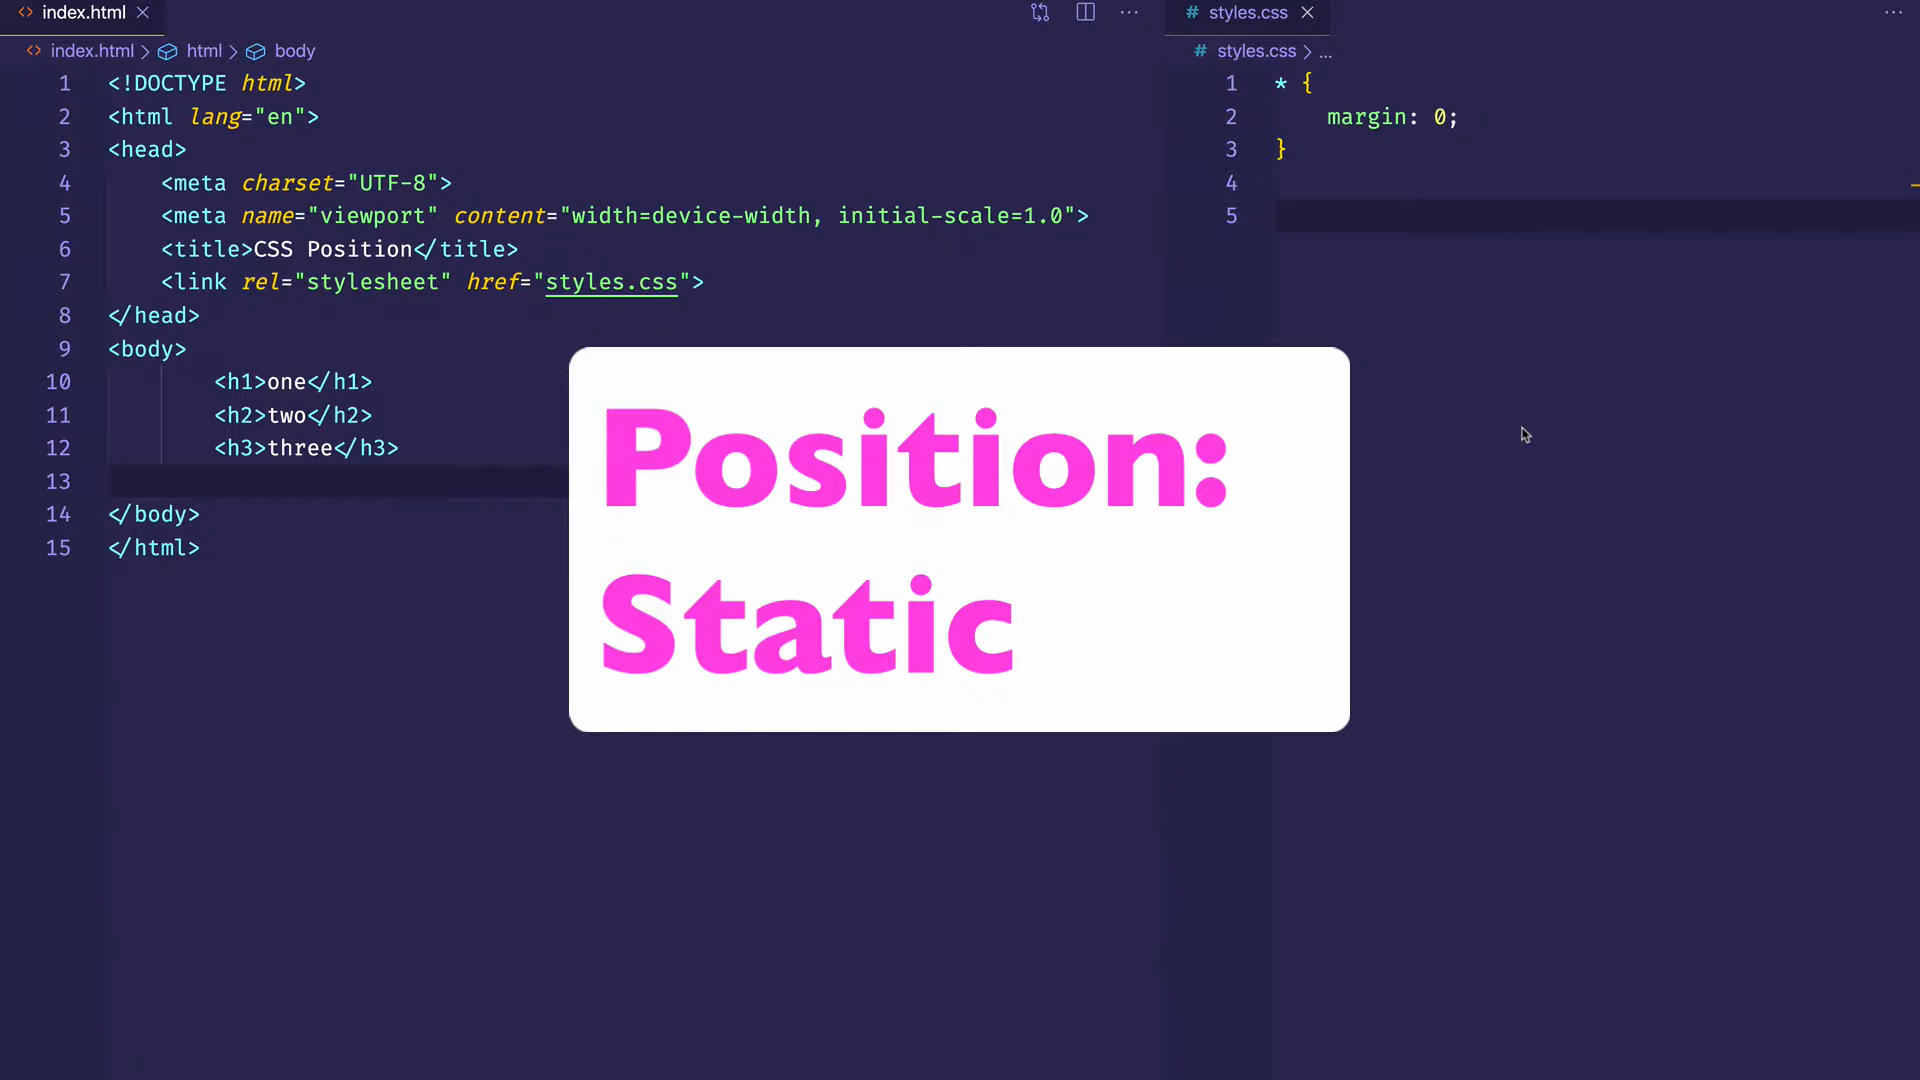 index.html
styles.css
index.html > html > body
styles.css > ...
1 <!DOCTYPE html>
2 <html lang="en">
3 <head>
4 <meta charset="UTF-8">
5 <meta name="viewport" content="width=device-width, initial-scale=1.0">
6 <title>CSS Position</title>
7 <link rel="stylesheet" href="styles.css">
8 </head>
9 <body>
10 <h1>one</h1>
11 <h2>two</h2>
12 <h3>three</h3>
13
14 </body>
15 </html>
1 * {
2 margin: 0;
3 }
4
5
Position:
Static